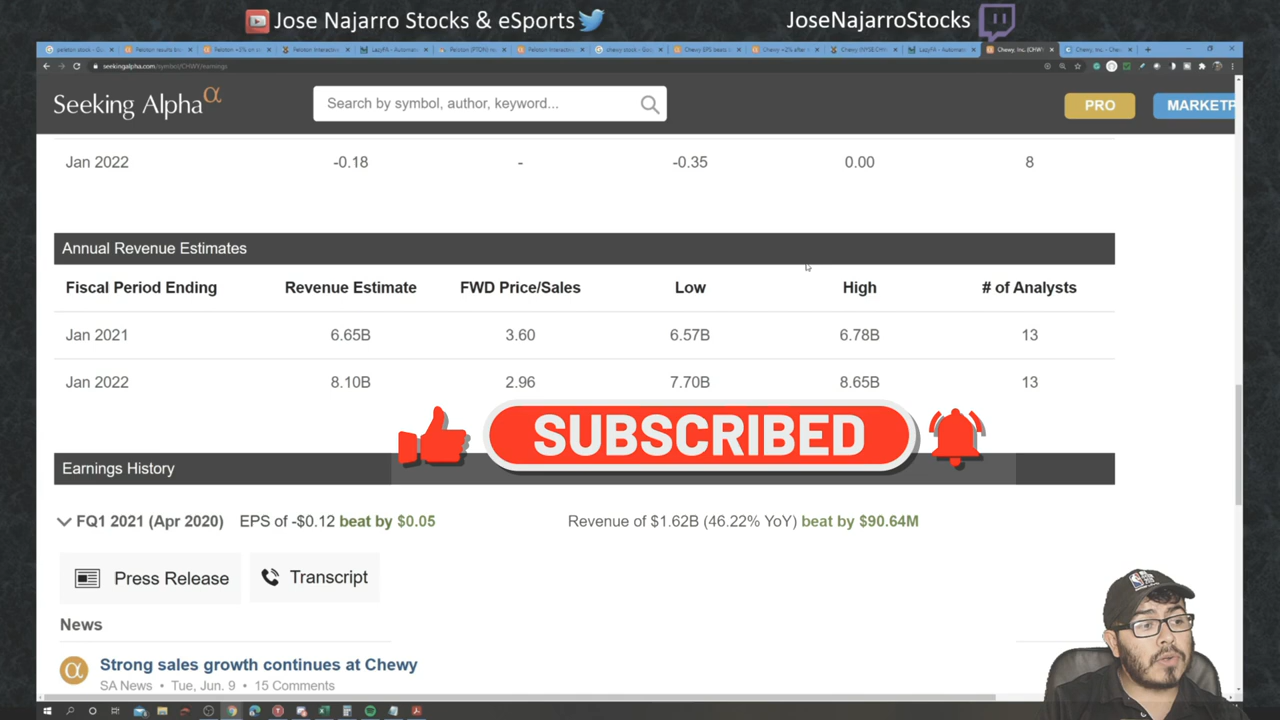 Jose Najarro Stocks & eSports
JoseNajarroStocks
seekingalpha.com/symbol/CHWY/earnings
Seeking Alpha α
Search by symbol, author, keyword...
PRO
MARKETP
Jan 2022 -0.18 - -0.35 0.00 8
Annual Revenue Estimates
Fiscal Period Ending Revenue Estimate FWD Price/Sales Low High # of Analysts
Jan 2021 6.65B 3.60 6.57B 6.78B 13
Jan 2022 8.10B 2.96 7.70B 8.65B 13
SUBSCRIBED
Earnings History
FQ1 2021 (Apr 2020) EPS of -$0.12 beat by $0.05 Revenue of $1.62B (46.22% YoY) beat by $90.64M
Press Release
Transcript
News
Strong sales growth continues at Chewy
SA News • Tue, Jun. 9 • 15 Comments